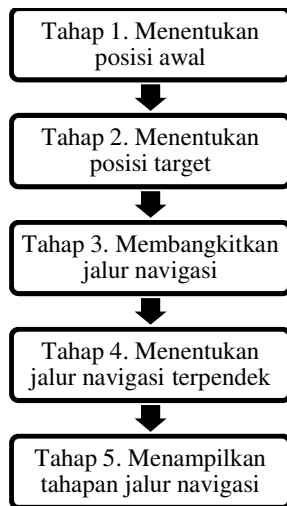 Tahap 1. Menentukan
posisi awal
Tahap 2. Menentukan
posisi target
Tahap 3. Membangkitkan
jalur navigasi
Tahap 4. Menentukan
jalur navigasi terpendek
Tahap 5. Menampilkan
tahapan jalur navigasi